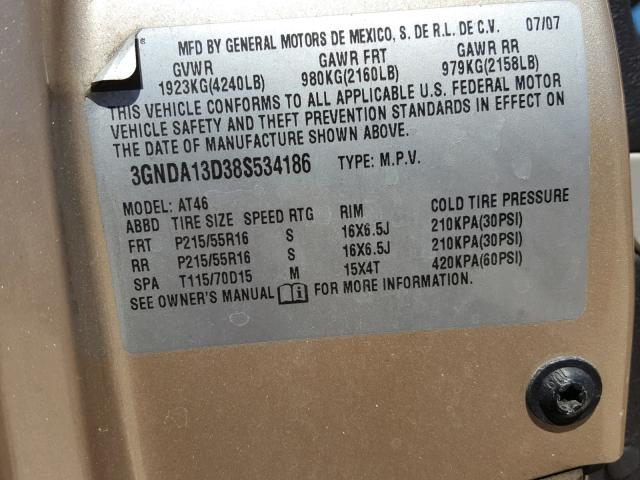 MFD BY GENERAL MOTORS DE MEXICO, S. DE R.L. DE C.V. 07/07
GVWR GAWR FRT GAWR RR
1923KG(4240LB) 980KG(2160LB) 979KG(2158LB)
THIS VEHICLE CONFORMS TO ALL APPLICABLE U.S. FEDERAL MOTOR
VEHICLE SAFETY AND THEFT PREVENTION STANDARDS IN EFFECT ON
THE DATE OF MANUFACTURE SHOWN ABOVE.
3GNDA13D38S534186 TYPE: M.P.V.
MODEL: AT46
ABBD TIRE SIZE SPEED RTG RIM COLD TIRE PRESSURE
FRT P215/55R16 S 16X6.5J 210KPA(30PSI)
RR P215/55R16 S 16X6.5J 210KPA(30PSI)
SPA T115/70D15 M 15X4T 420KPA(60PSI)
SEE OWNER'S MANUAL FOR MORE INFORMATION.